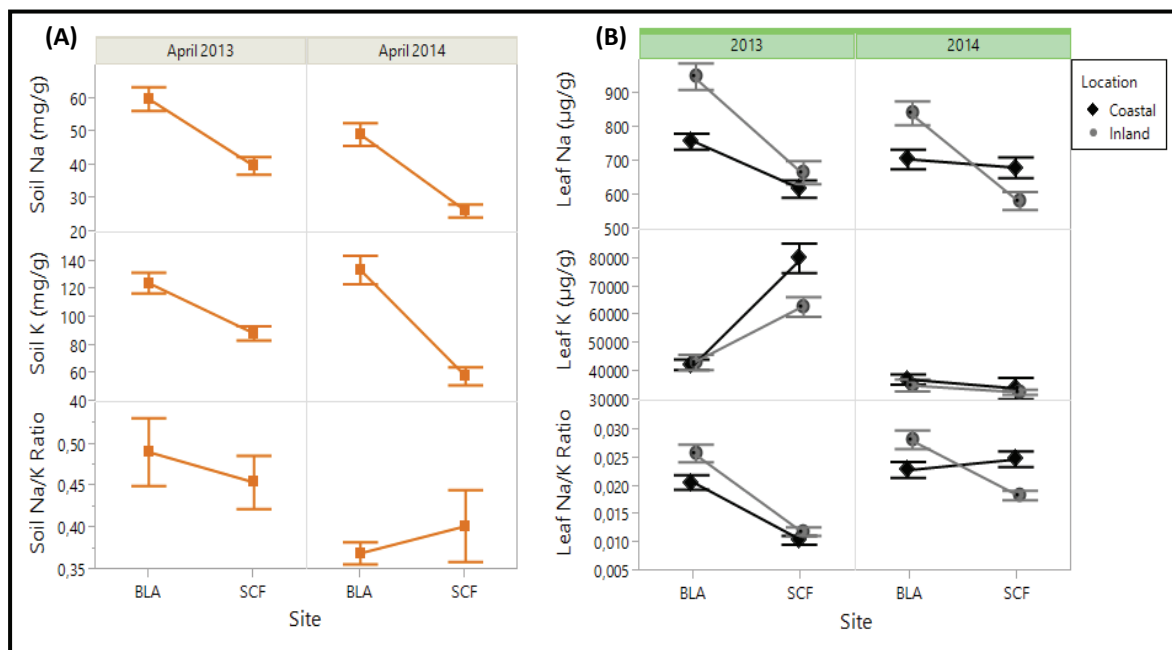 (A)
April 2013
April 2014
Soil Na (mg/g)
60
50
40
30
20
Soil K (mg/g)
140
120
100
80
60
40
Soil Na/K Ratio
0,50
0,45
0,40
0,35
BLA
SCF
BLA
SCF
Site
(B)
2013
2014
Leaf Na (µg/g)
900
800
700
600
500
Leaf K (µg/g)
80000
70000
60000
50000
40000
30000
Leaf Na/K Ratio
0,030
0,025
0,020
0,015
0,010
0,005
BLA
SCF
BLA
SCF
Site
Location
Coastal
Inland